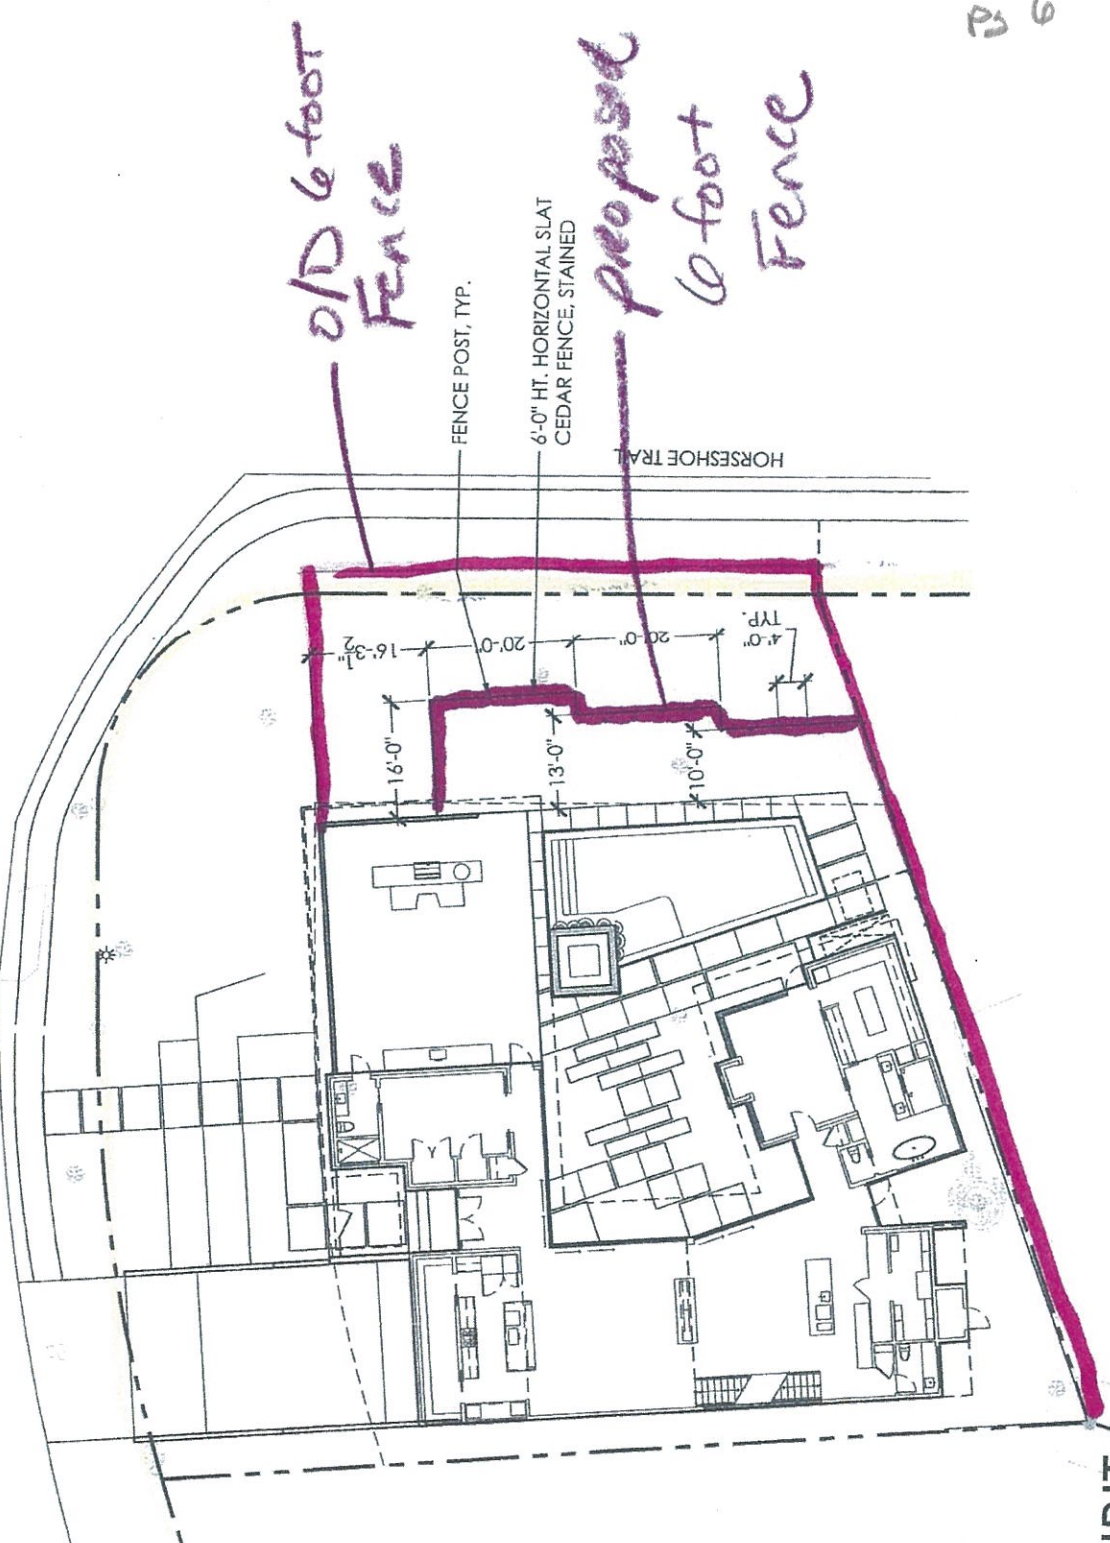 Pg 6
O/D 6 foot
Fence
FENCE POST, TYP.
6'-0" HT. HORIZONTAL SLAT
CEDAR FENCE, STAINED
proposed
6 foot
Fence
HORSESHOE TRAIL
16'-3½"
20'-0"
20'-0"
4'-0"
TYP.
16'-0"
13'-0"
10'-0"